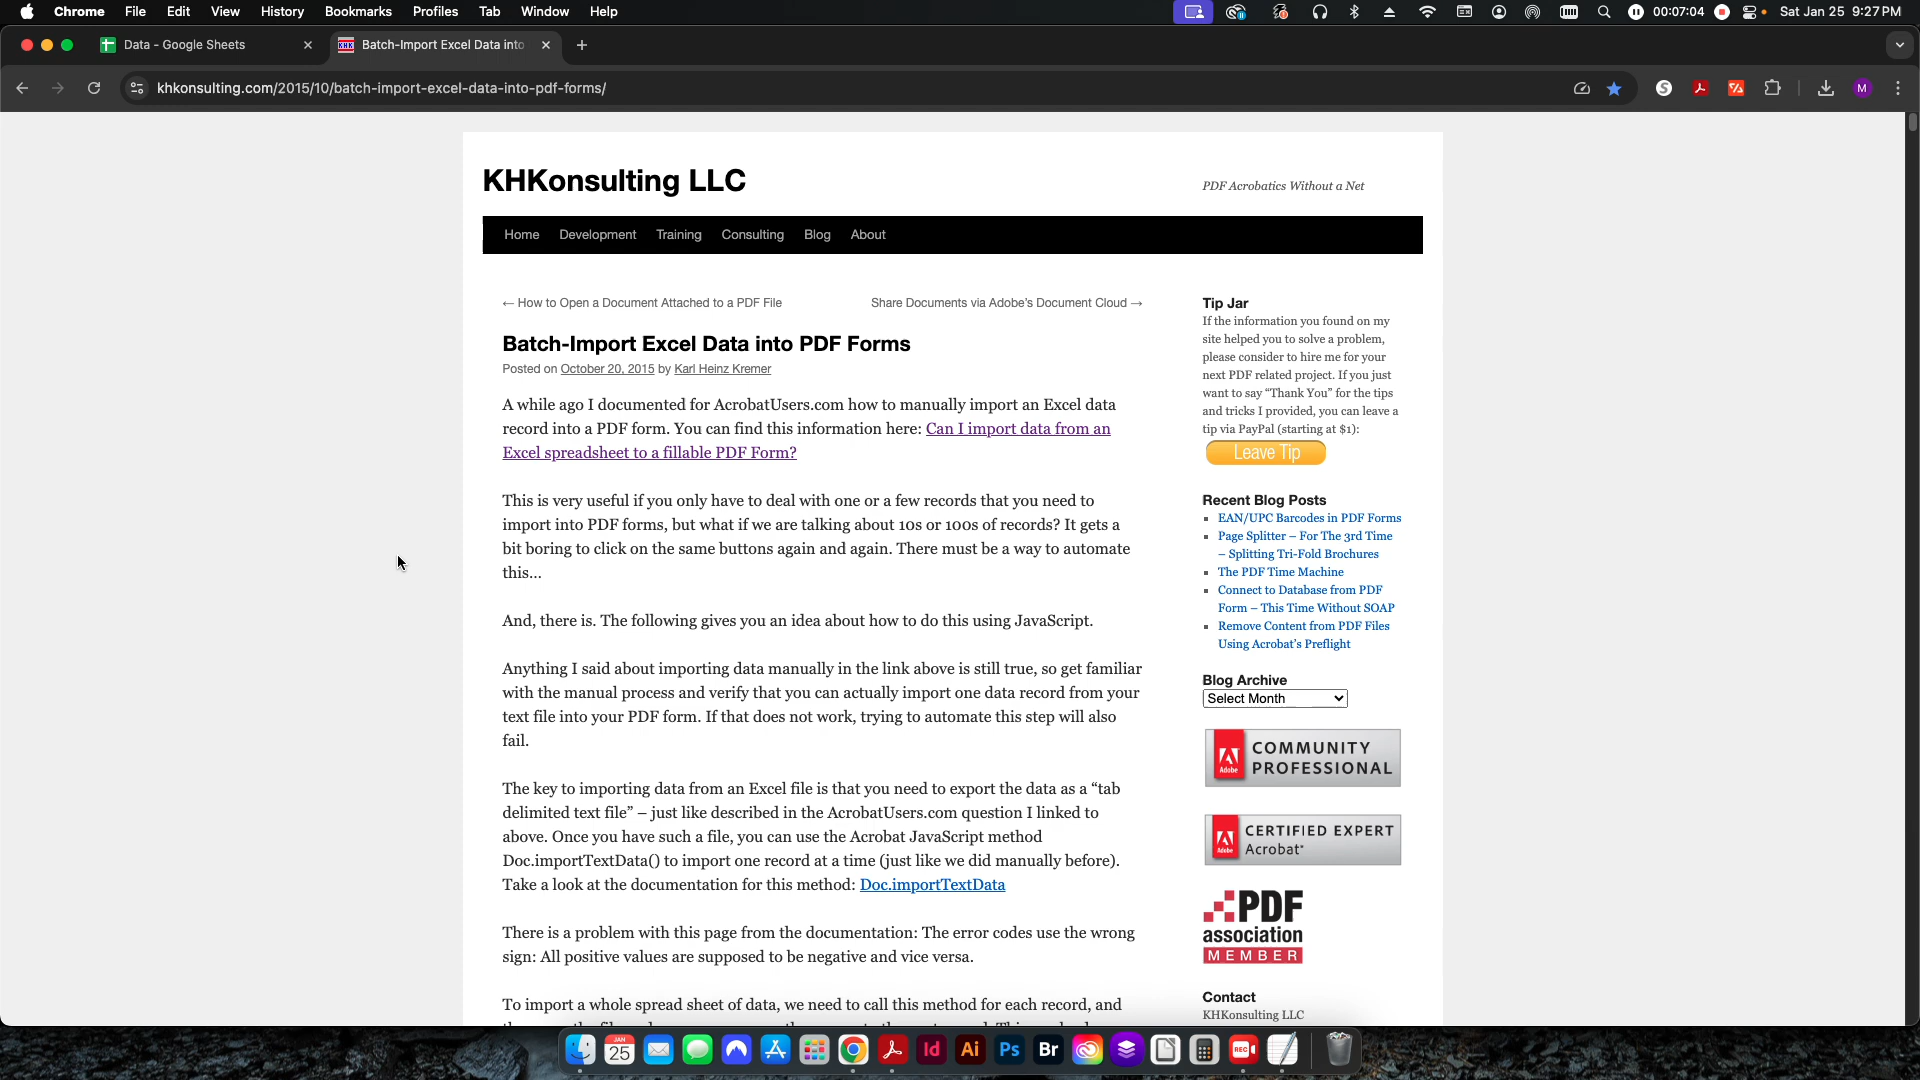 Chrome File Edit View History Bookmarks Profiles Tab Window Help
00:07:04 Sat Jan 25 9:27 PM
Data - Google Sheets
KHK Batch-Import Excel Data into
khkonsulting.com/2015/10/batch-import-excel-data-into-pdf-forms/
M
KHKonsulting LLC
PDF Acrobatics Without a Net
Home Development Training Consulting Blog About
← How to Open a Document Attached to a PDF File
Share Documents via Adobe's Document Cloud →
Batch-Import Excel Data into PDF Forms
Posted on October 20, 2015 by Karl Heinz Kremer
A while ago I documented for AcrobatUsers.com how to manually import an Excel data
record into a PDF form. You can find this information here: Can I import data from an
Excel spreadsheet to a fillable PDF Form?
This is very useful if you only have to deal with one or a few records that you need to
import into PDF forms, but what if we are talking about 10s or 100s of records? It gets a
bit boring to click on the same buttons again and again. There must be a way to automate
this…
And, there is. The following gives you an idea about how to do this using JavaScript.
Anything I said about importing data manually in the link above is still true, so get familiar
with the manual process and verify that you can actually import one data record from your
text file into your PDF form. If that does not work, trying to automate this step will also
fail.
The key to importing data from an Excel file is that you need to export the data as a “tab
delimited text file” – just like described in the AcrobatUsers.com question I linked to
above. Once you have such a file, you can use the Acrobat JavaScript method
Doc.importTextData() to import one record at a time (just like we did manually before).
Take a look at the documentation for this method: Doc.importTextData
There is a problem with this page from the documentation: The error codes use the wrong
sign: All positive values are supposed to be negative and vice versa.
To import a whole spread sheet of data, we need to call this method for each record, and
Tip Jar
If the information you found on my
site helped you to solve a problem,
please consider to hire me for your
next PDF related project. If you just
want to say “Thank You” for the tips
and tricks I provided, you can leave a
tip via PayPal (starting at $1):
Leave Tip
Recent Blog Posts
EAN/UPC Barcodes in PDF Forms
Page Splitter – For The 3rd Time
– Splitting Tri-Fold Brochures
The PDF Time Machine
Connect to Database from PDF
Form – This Time Without SOAP
Remove Content from PDF Files
Using Acrobat's Preflight
Blog Archive
Select Month
Adobe COMMUNITY
PROFESSIONAL
Adobe CERTIFIED EXPERT
Acrobat
PDF
association
MEMBER
Contact
KHKonsulting LLC
JAN
25
Id Ai Ps Br
REC